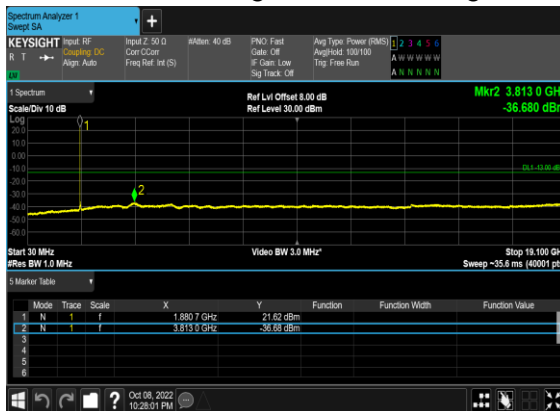 Spectrum Analyzer 1
Swept SA
KEYSIGHT Input: RF Input Z: 50 Ω #Atten: 40 dB PNO: Fast Avg Type: Power (RMS) 1 2 3 4 5 6
R T Coupling: DC Corr CCorr Gate: Off Avg|Hold: 100/100 A W W W W W
Align: Auto Freq Ref: Int (S) IF Gain: Low Trig: Free Run A N N N N N
Sig Track: Off
1 Spectrum
Scale/Div 10 dB
Ref Lvl Offset 8.00 dB
Ref Level 30.00 dBm
Mkr2 3.813 0 GH
-36.680 dB
Log
20.0
10.0
0.00
-10.0
-20.0
-30.0
-40.0
-50.0
-60.0
1
2
DL1 -13.00 dB
Start 30 MHz Video BW 3.0 MHz* Stop 19.100 GH
#Res BW 1.0 MHz Sweep ~35.6 ms (40001 pt
5 Marker Table
Mode Trace Scale X Y Function Function Width Function Value
1 N 1 f 1.880 7 GHz 21.62 dBm
2 N 1 f 3.813 0 GHz -36.68 dBm
3
4
5
6
? Oct 08, 2022
10:28:01 PM